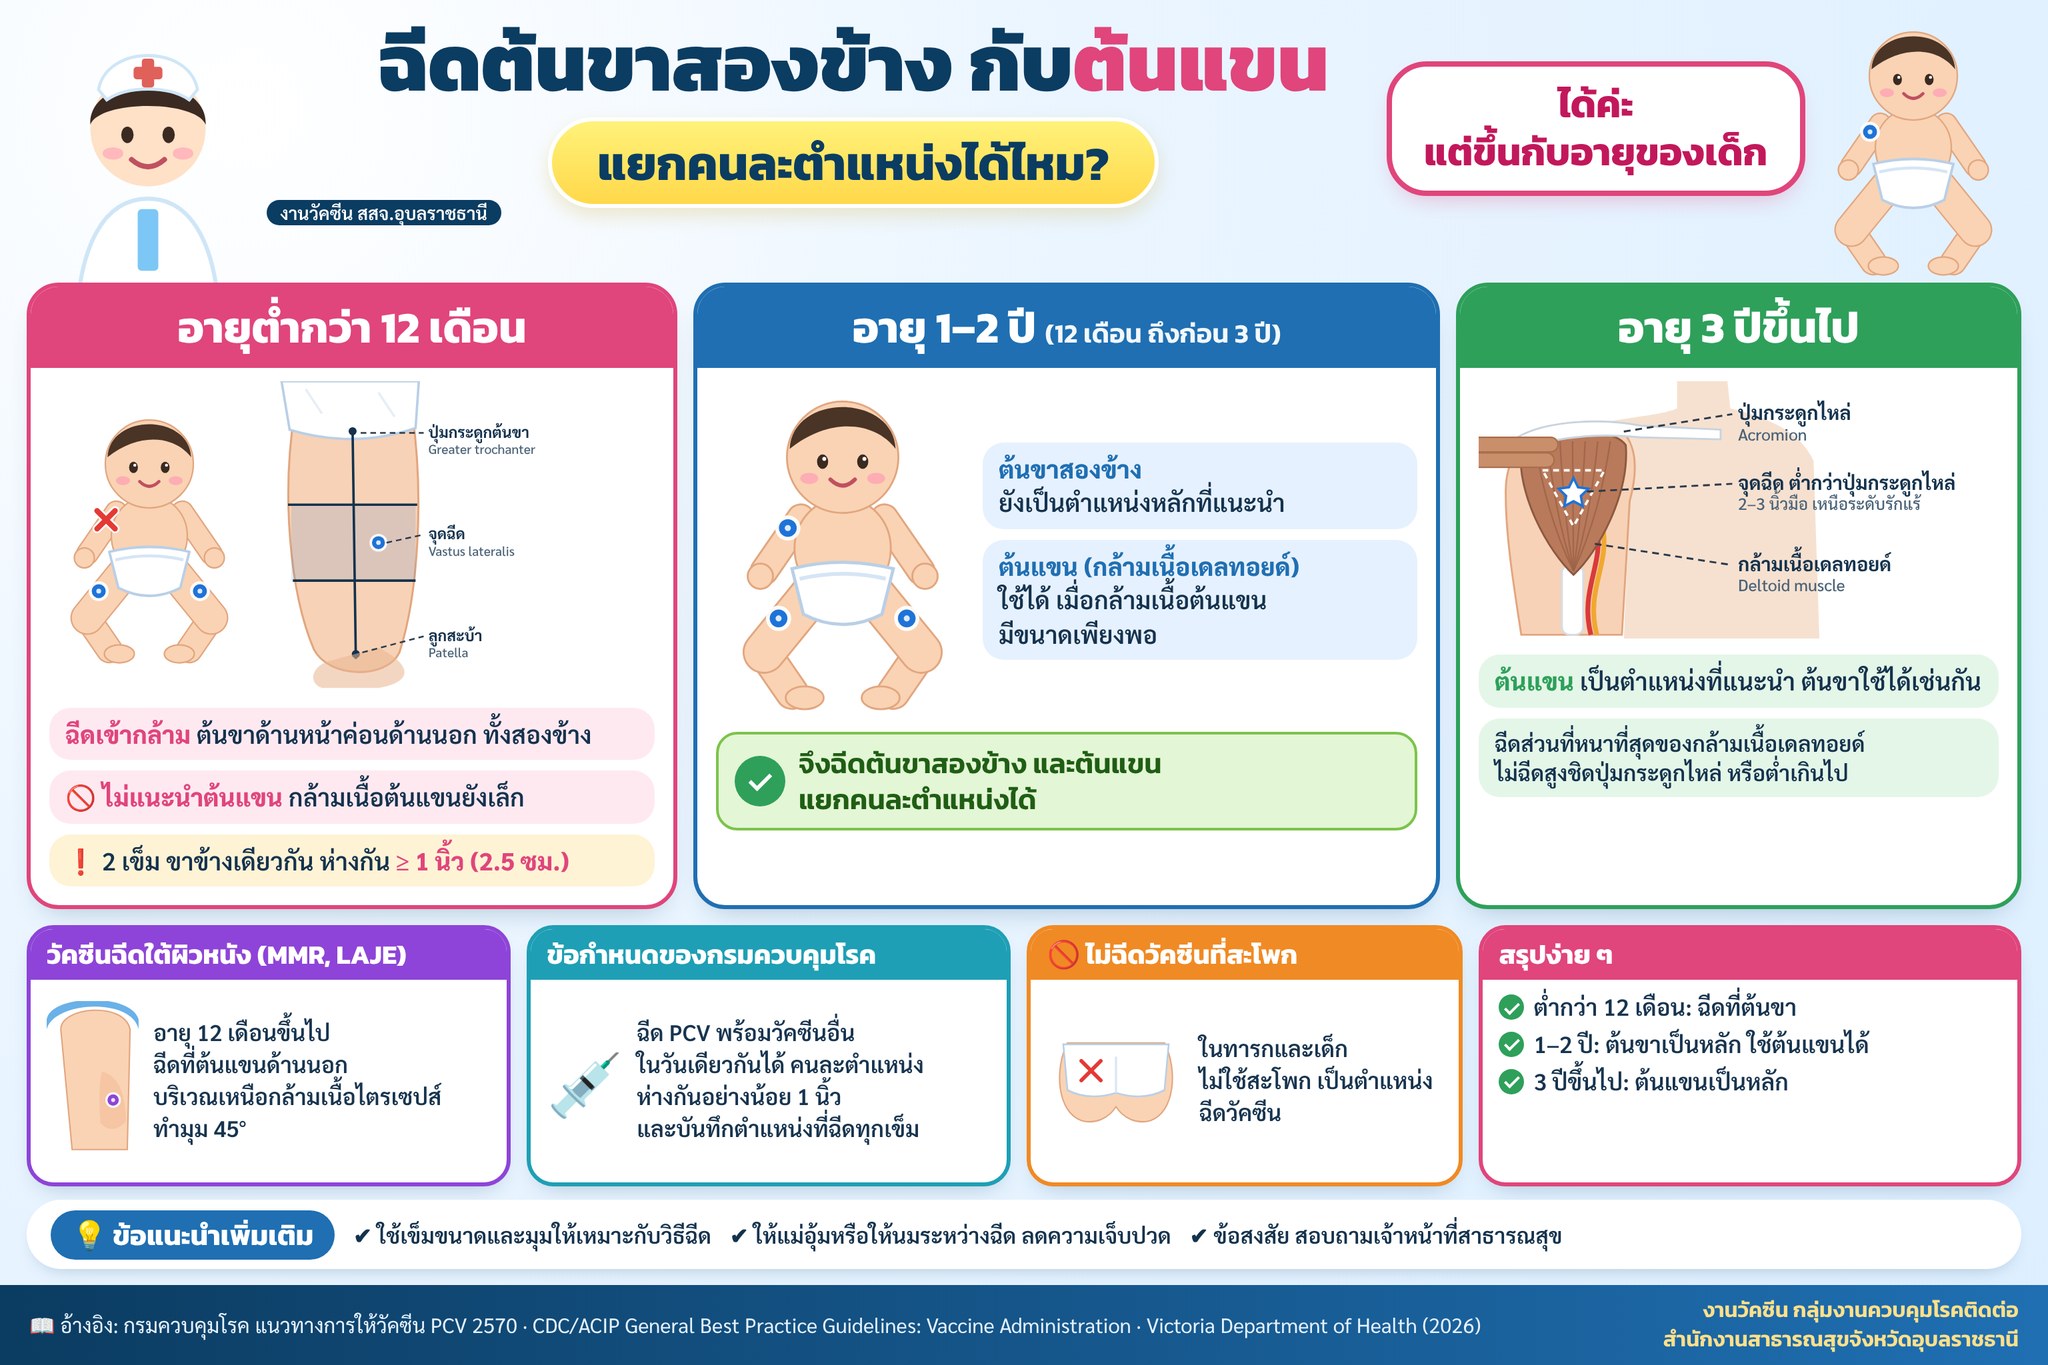 ฉีดต้นขาสองข้าง กับต้นแขน
แยกคนละตำแหน่งได้ไหม?
งานวัคซีน สสจ.อุบลราชธานี
ได้ค่ะ
แต่ขึ้นกับอายุของเด็ก
อายุต่ำกว่า 12 เดือน
ปุ่มกระดูกต้นขา
Greater trochanter
จุดฉีด
Vastus lateralis
ลูกสะบ้า
Patella
ฉีดเข้ากล้าม ต้นขาด้านหน้าค่อนด้านนอก ทั้งสองข้าง
🚫 ไม่แนะนำต้นแขน กล้ามเนื้อต้นแขนยังเล็ก
❗ 2 เข็ม ขาข้างเดียวกัน ห่างกัน ≥ 1 นิ้ว (2.5 ซม.)
อายุ 1–2 ปี (12 เดือน ถึงก่อน 3 ปี)
ต้นขาสองข้าง
ยังเป็นตำแหน่งหลักที่แนะนำ
ต้นแขน (กล้ามเนื้อเดลทอยด์)
ใช้ได้ เมื่อกล้ามเนื้อต้นแขน
มีขนาดเพียงพอ
จึงฉีดต้นขาสองข้าง และต้นแขน
แยกคนละตำแหน่งได้
อายุ 3 ปีขึ้นไป
ปุ่มกระดูกไหล่
Acromion
จุดฉีด ต่ำกว่าปุ่มกระดูกไหล่
2–3 นิ้วมือ เหนือระดับรักแร้
กล้ามเนื้อเดลทอยด์
Deltoid muscle
ต้นแขน เป็นตำแหน่งที่แนะนำ ต้นขาใช้ได้เช่นกัน
ฉีดส่วนที่หนาที่สุดของกล้ามเนื้อเดลทอยด์
ไม่ฉีดสูงชิดปุ่มกระดูกไหล่ หรือต่ำเกินไป
วัคซีนฉีดใต้ผิวหนัง (MMR, LAJE)
อายุ 12 เดือนขึ้นไป
ฉีดที่ต้นแขนด้านนอก
บริเวณเหนือกล้ามเนื้อไตรเซปส์
ทำมุม 45°
ข้อกำหนดของกรมควบคุมโรค
ฉีด PCV พร้อมวัคซีนอื่น
ในวันเดียวกันได้ คนละตำแหน่ง
ห่างกันอย่างน้อย 1 นิ้ว
และบันทึกตำแหน่งที่ฉีดทุกเข็ม
🚫 ไม่ฉีดวัคซีนที่สะโพก
ในทารกและเด็ก
ไม่ใช้สะโพก เป็นตำแหน่ง
ฉีดวัคซีน
สรุปง่าย ๆ
ต่ำกว่า 12 เดือน: ฉีดที่ต้นขา
1–2 ปี: ต้นขาเป็นหลัก ใช้ต้นแขนได้
3 ปีขึ้นไป: ต้นแขนเป็นหลัก
💡 ข้อแนะนำเพิ่มเติม
✔ ใช้เข็มขนาดและมุมให้เหมาะกับวิธีฉีด ✔ ให้แม่อุ้มหรือให้นมระหว่างฉีด ลดความเจ็บปวด ✔ ข้อสงสัย สอบถามเจ้าหน้าที่สาธารณสุข
📖 อ้างอิง: กรมควบคุมโรค แนวทางการให้วัคซีน PCV 2570 · CDC/ACIP General Best Practice Guidelines: Vaccine Administration · Victoria Department of Health (2026)
งานวัคซีน กลุ่มงานควบคุมโรคติดต่อ
สำนักงานสาธารณสุขจังหวัดอุบลราชธานี